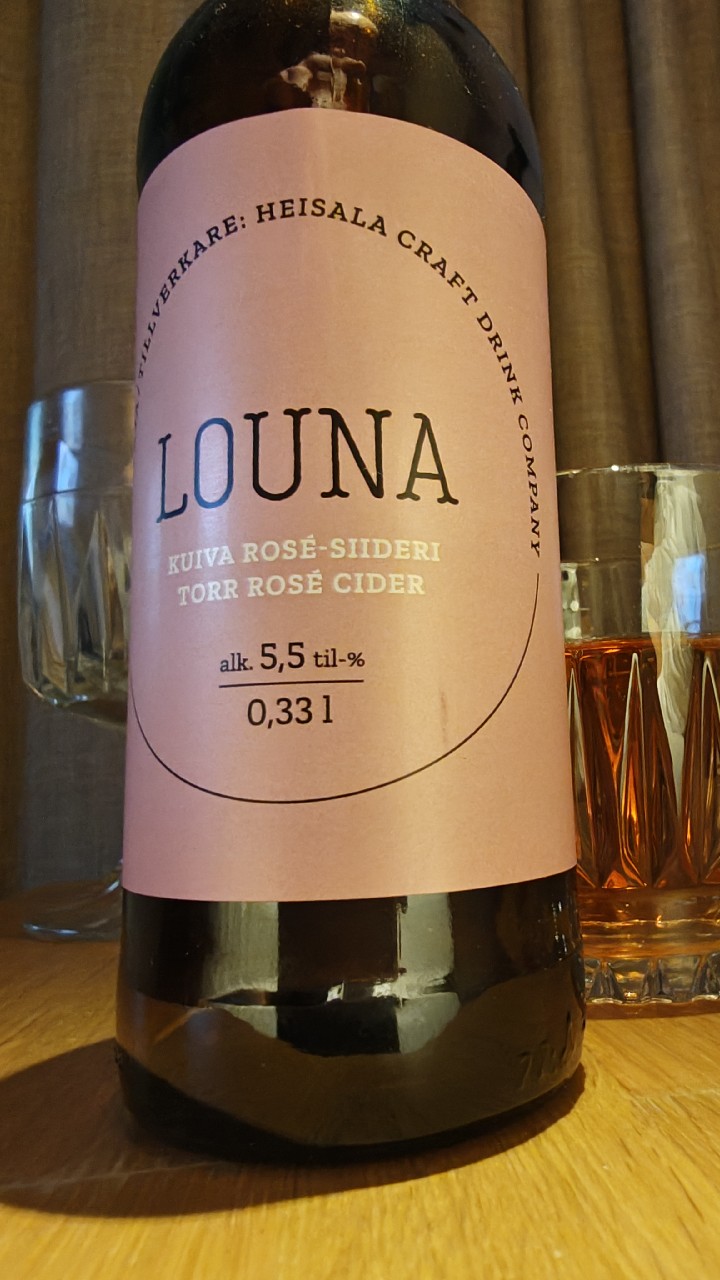 TILLVERKARE: HEISALA CRAFT DRINK COMPANY
LOUNA
KUIVA ROSÉ-SIIDERI
TORR ROSÉ CIDER
alk. 5,5 til-%
0,33 l